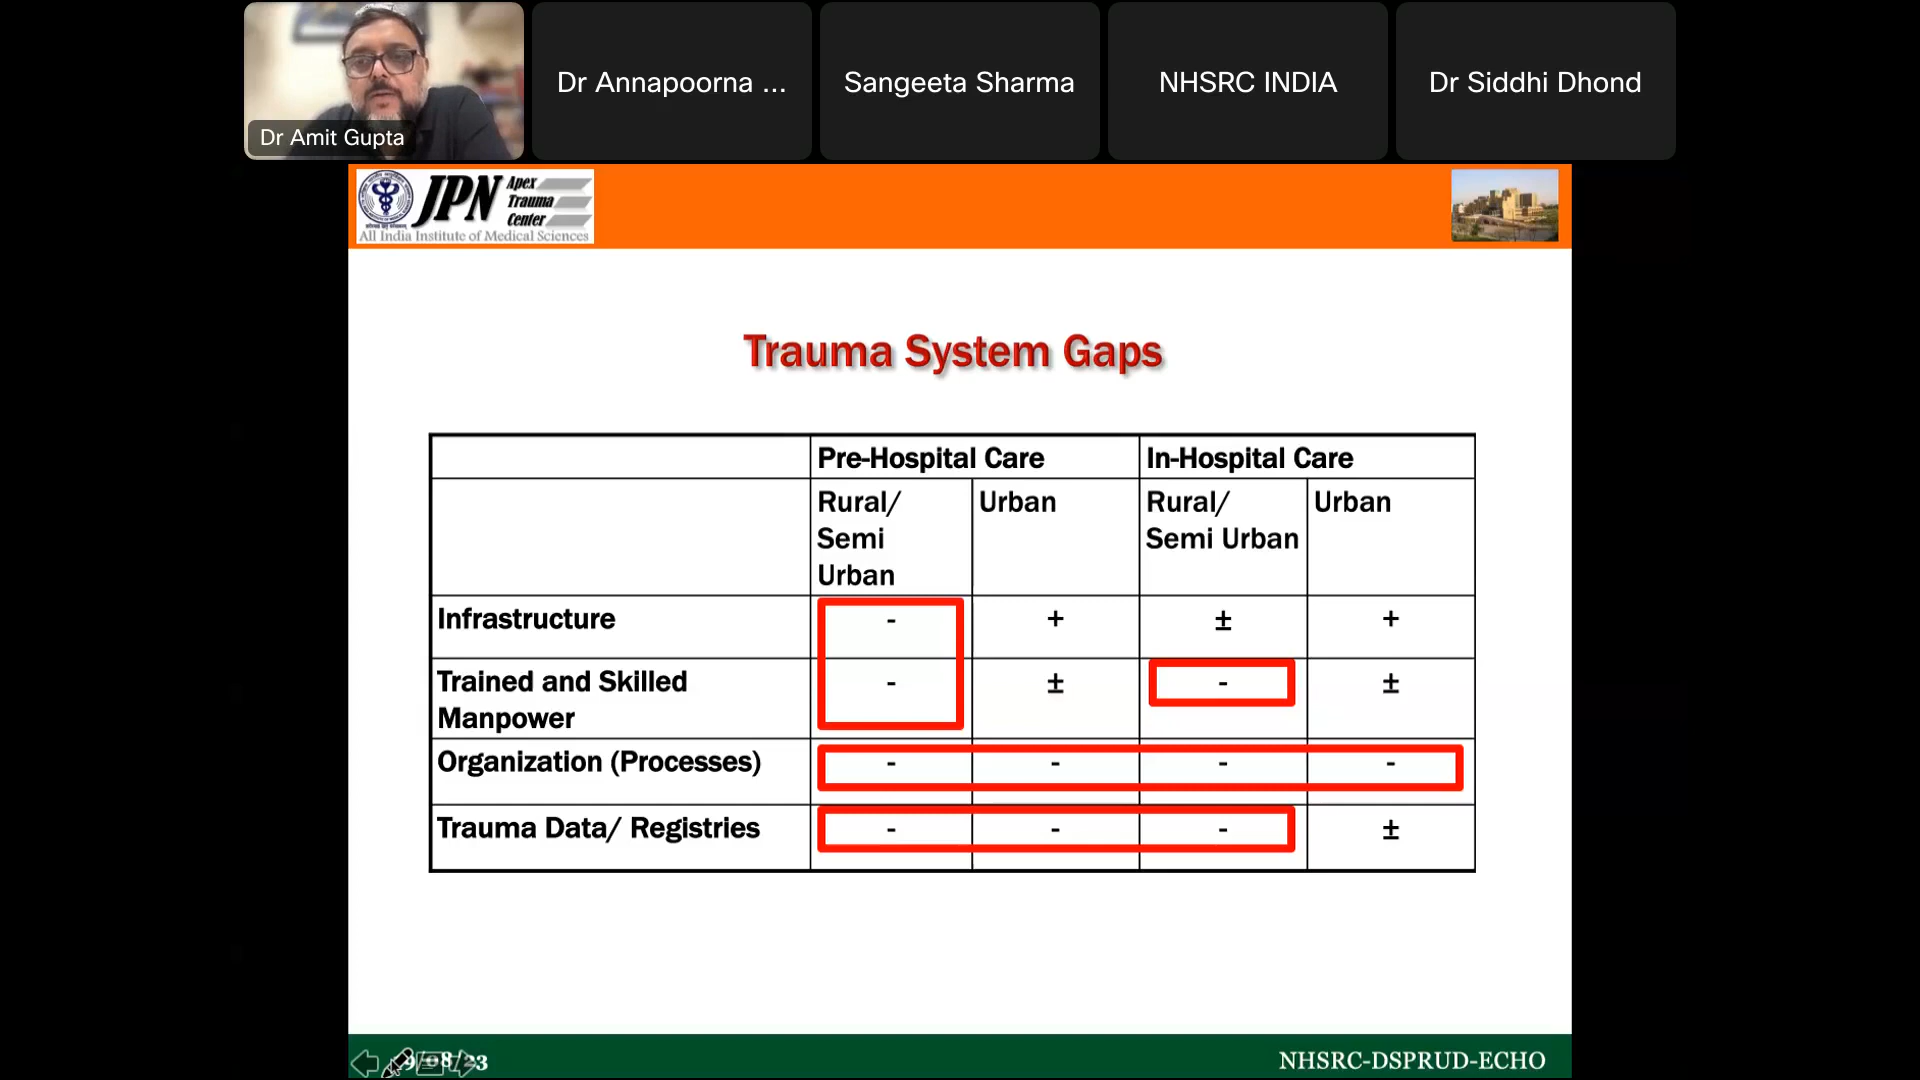 Dr Amit Gupta
Dr Annapoorna ...
Sangeeta Sharma
NHSRC INDIA
Dr Siddhi Dhond
JPN Apex
Trauma
Center
All India Institute of Medical Sciences
Trauma System Gaps
Pre-Hospital Care In-Hospital Care
Rural/ Urban Rural/ Urban
Semi Semi Urban
Urban
Infrastructure - + ± +
Trained and Skilled - ± - ±
Manpower
Organization (Processes) - - - -
Trauma Data/ Registries - - - ±
NHSRC-DSPRUD-ECHO